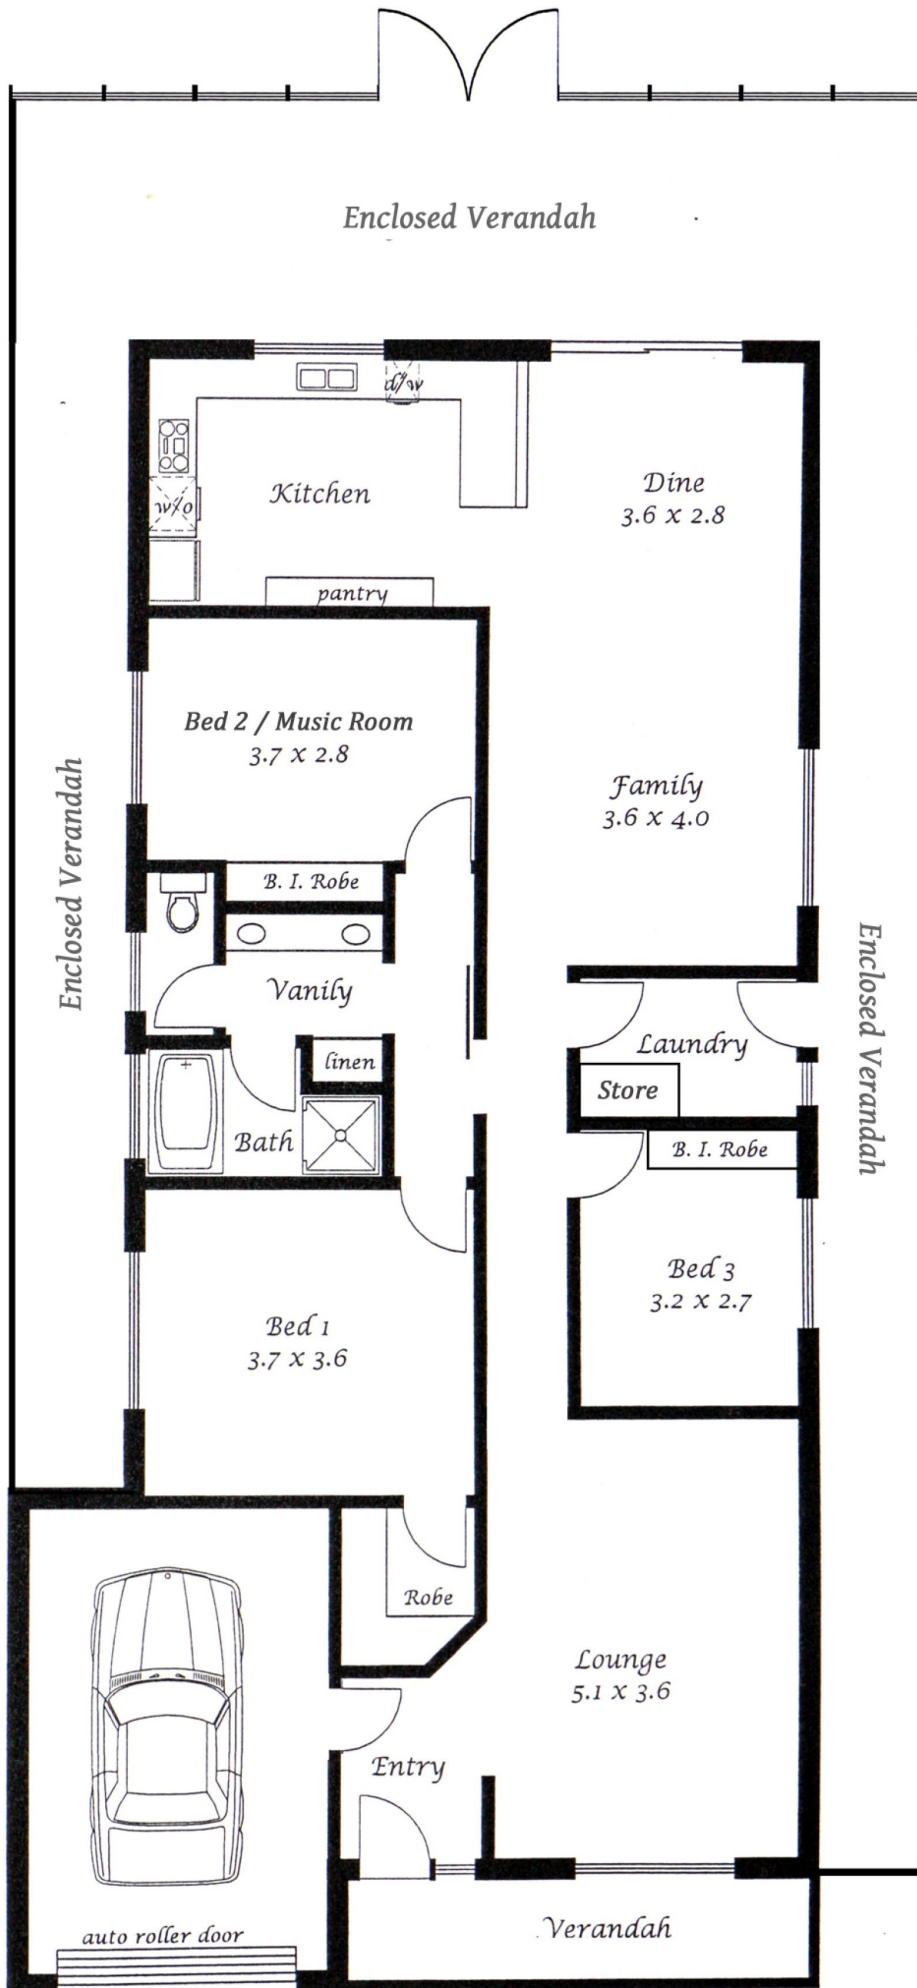 Enclosed Verandah
d/w
Kitchen
Dine
3.6 x 2.8
w/o
pantry
Bed 2 / Music Room
3.7 x 2.8
Family
3.6 x 4.0
Enclosed Verandah
B. I. Robe
Vanily
Enclosed Verandah
Laundry
linen
Store
Bath
B. I. Robe
Bed 3
3.2 x 2.7
Bed 1
3.7 x 3.6
Robe
Lounge
5.1 x 3.6
Entry
Verandah
auto roller door